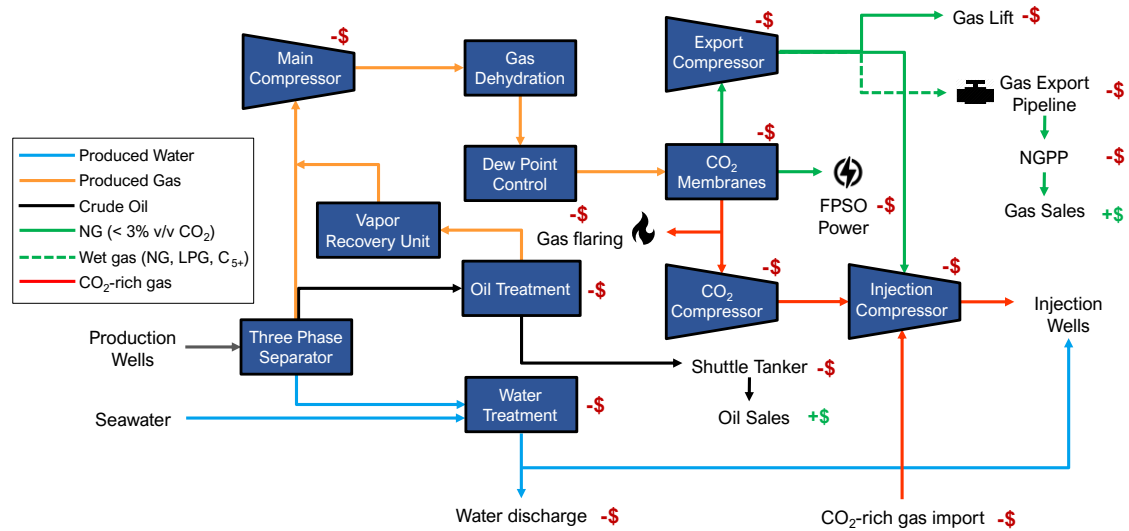 Gas Lift -$
-$
Main
Compressor
Gas
Dehydration
Export
Compressor
-$
Gas Export
Pipeline
-$
Produced Water
Produced Gas
Crude Oil
NG (< 3% v/v CO2)
Wet gas (NG, LPG, C5+)
CO2-rich gas
Dew Point
Control
CO2
Membranes
-$
NGPP
-$
FPSO
Power
-$
Gas Sales
+$
Vapor
Recovery Unit
-$
Gas flaring
Oil Treatment
-$
CO2
Compressor
-$
Injection
Compressor
-$
Injection
Wells
Production
Wells
Three Phase
Separator
Shuttle Tanker
-$
Water
Treatment
-$
Oil Sales
+$
Seawater
Water discharge
-$
CO2-rich gas import
-$